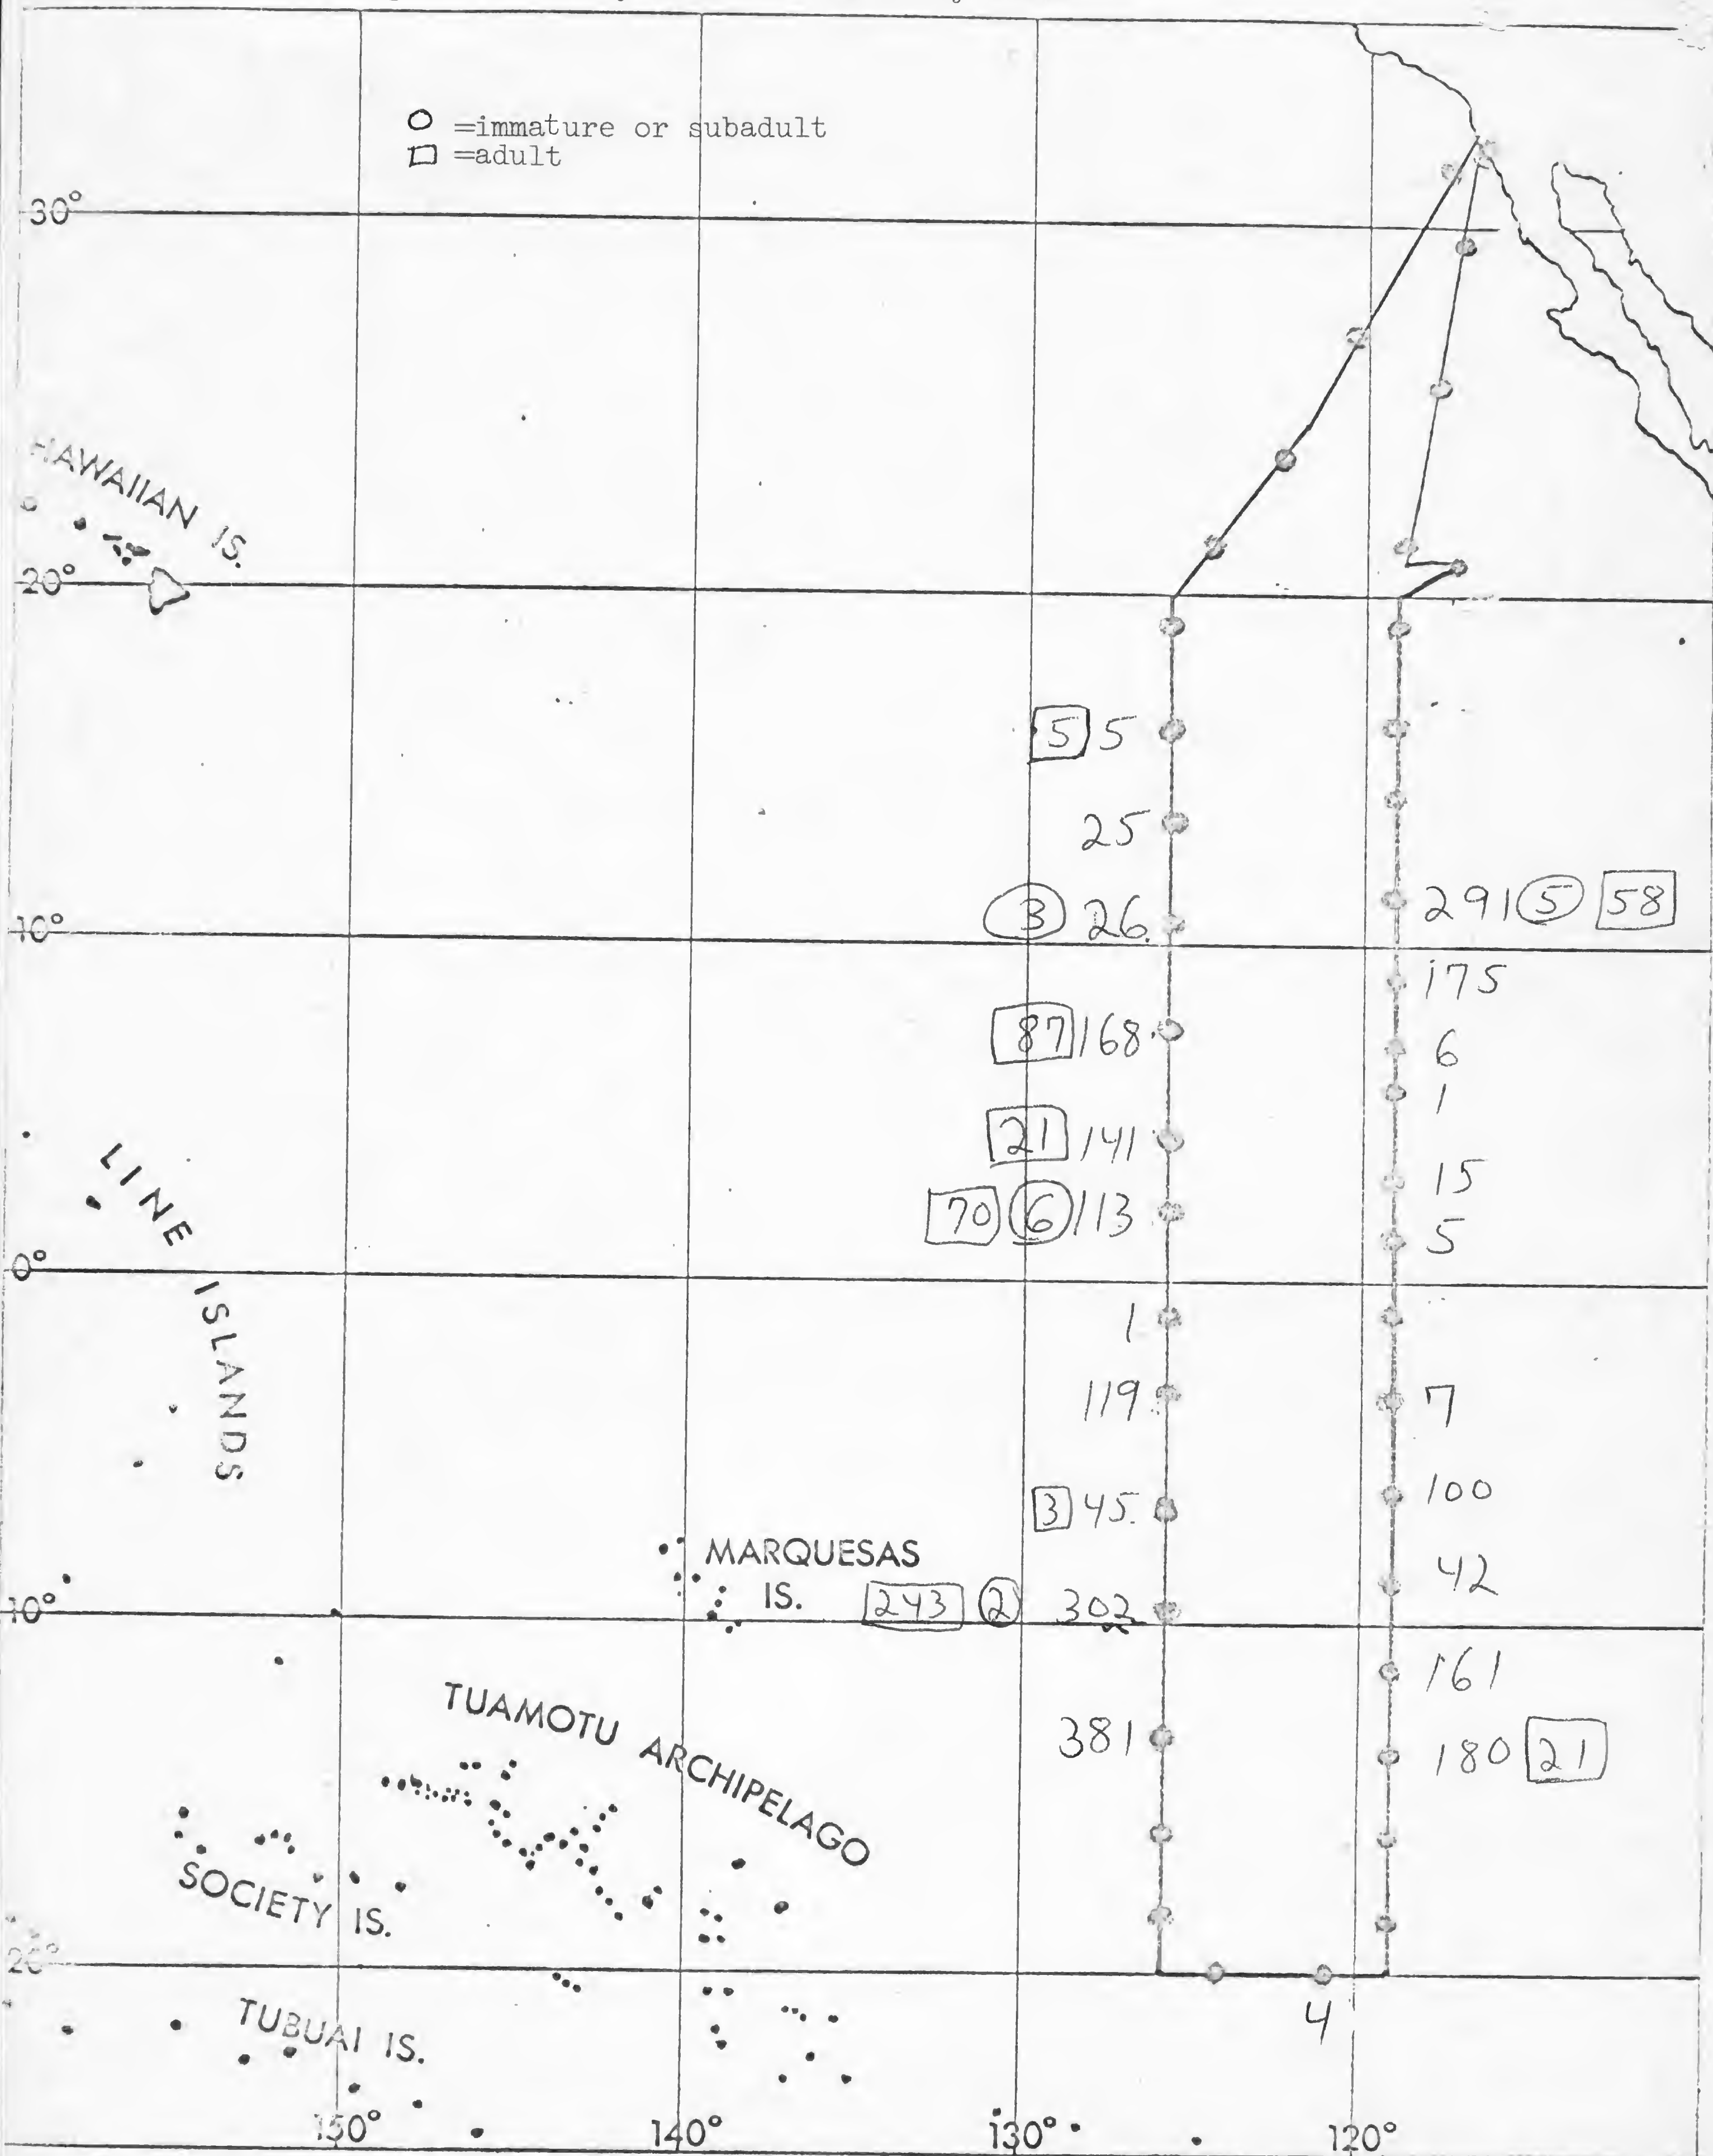 O =immature or subadult
□ =adult
30°
HAWAIIAN IS.
20°
5 5
25
3 26
291 5 58
10°
175
87 168
6
1
21 141
15
70 6 113
5
0°
LINE ISLANDS
1
119
7
3 45
100
MARQUESAS
IS.
243 2 302
42
10°
161
TUAMOTU ARCHIPELAGO
381
180 21
SOCIETY IS.
20°
4
TUBUAI IS.
150° 140° 130° 120°